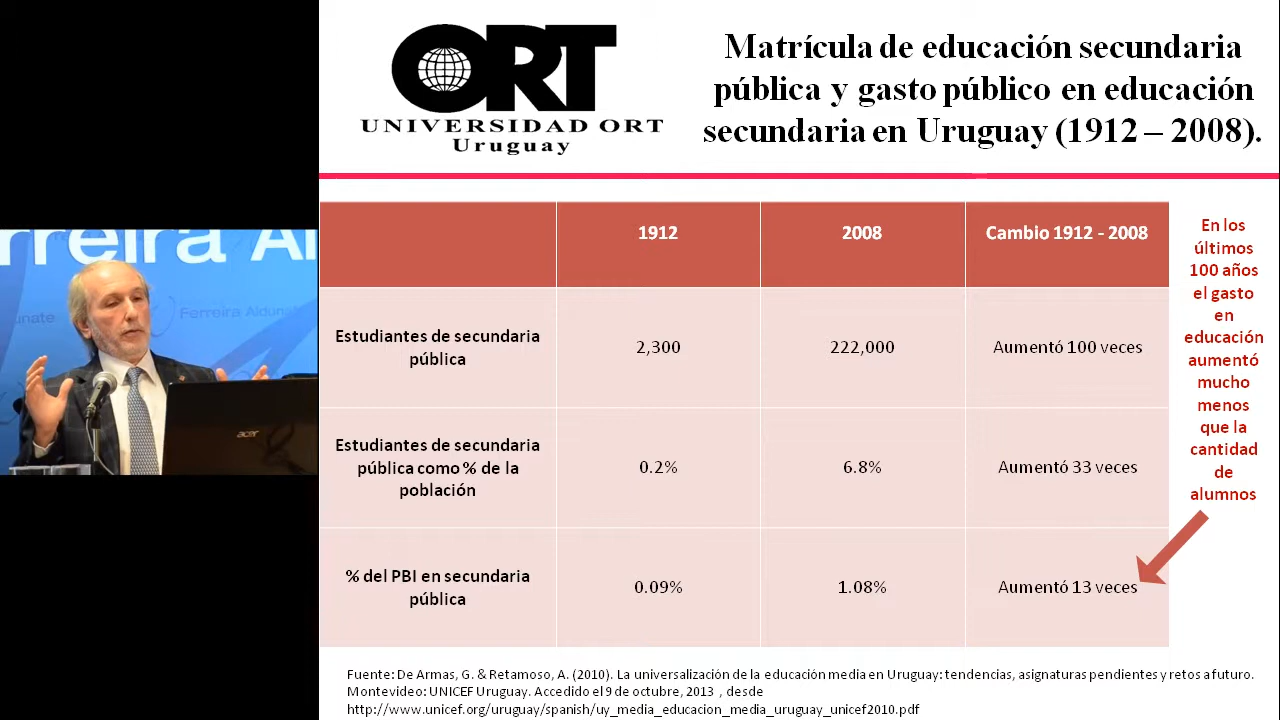 ORT
UNIVERSIDAD ORT
Uruguay
Matrícula de educación secundaria
pública y gasto público en educación
secundaria en Uruguay (1912 – 2008).
1912 2008 Cambio 1912 - 2008
Estudiantes de secundaria
pública
2,300 222,000 Aumentó 100 veces
Estudiantes de secundaria
pública como % de la
población
0.2% 6.8% Aumentó 33 veces
% del PBI en secundaria
pública
0.09% 1.08% Aumentó 13 veces
En los
últimos
100 años
el gasto
en
educación
aumentó
mucho
menos
que la
cantidad
de
alumnos
Fuente: De Armas, G. & Retamoso, A. (2010). La universalización de la educación media en Uruguay: tendencias, asignaturas pendientes y retos a futuro.
Montevideo: UNICEF Uruguay. Accedido el 9 de octubre, 2013 , desde
http://www.unicef.org/uruguay/spanish/uy_media_educacion_media_uruguay_unicef2010.pdf
rreira Al
unate
Ferreira Aldunate
acer